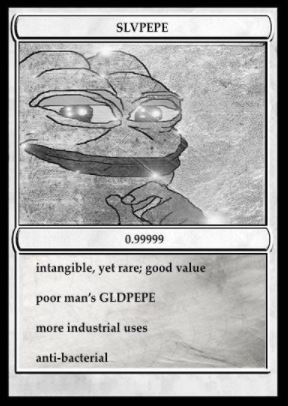 SLVPEPE
0.99999
intangible, yet rare; good value
poor man's GLDPEPE
more industrial uses
anti-bacterial